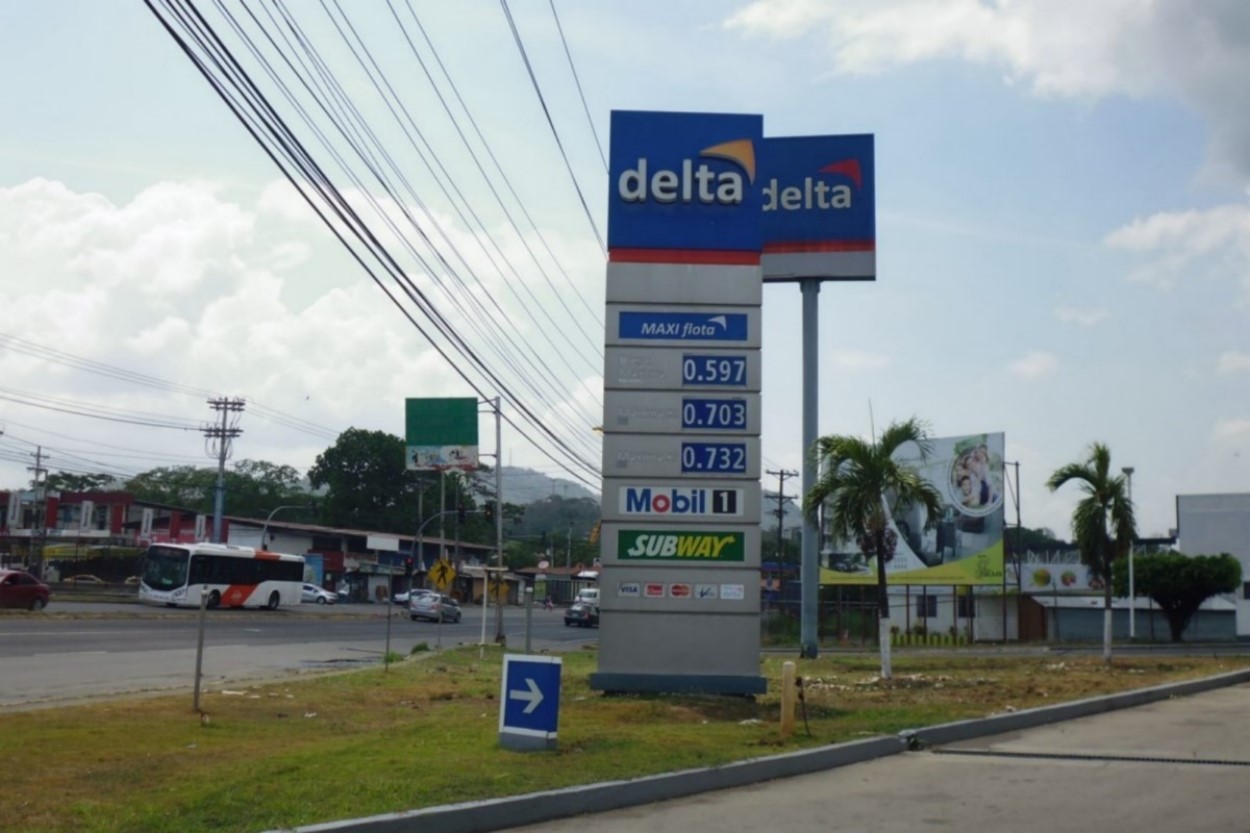 delta
delta
MAXI flota
0.597
0.703
0.732
Mobil 1
SUBWAY
VISA